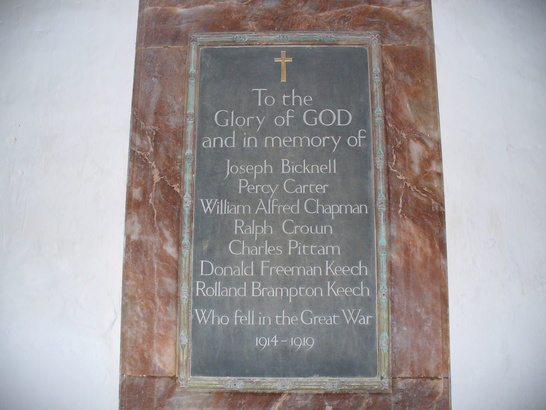 To the
Glory of GOD
and in memory of
Joseph Bicknell
Percy Carter
William Alfred Chapman
Ralph Crown
Charles Pittam
Donald Freeman Keech
Rolland Brampton Keech
Who fell in the Great War
1914-1919